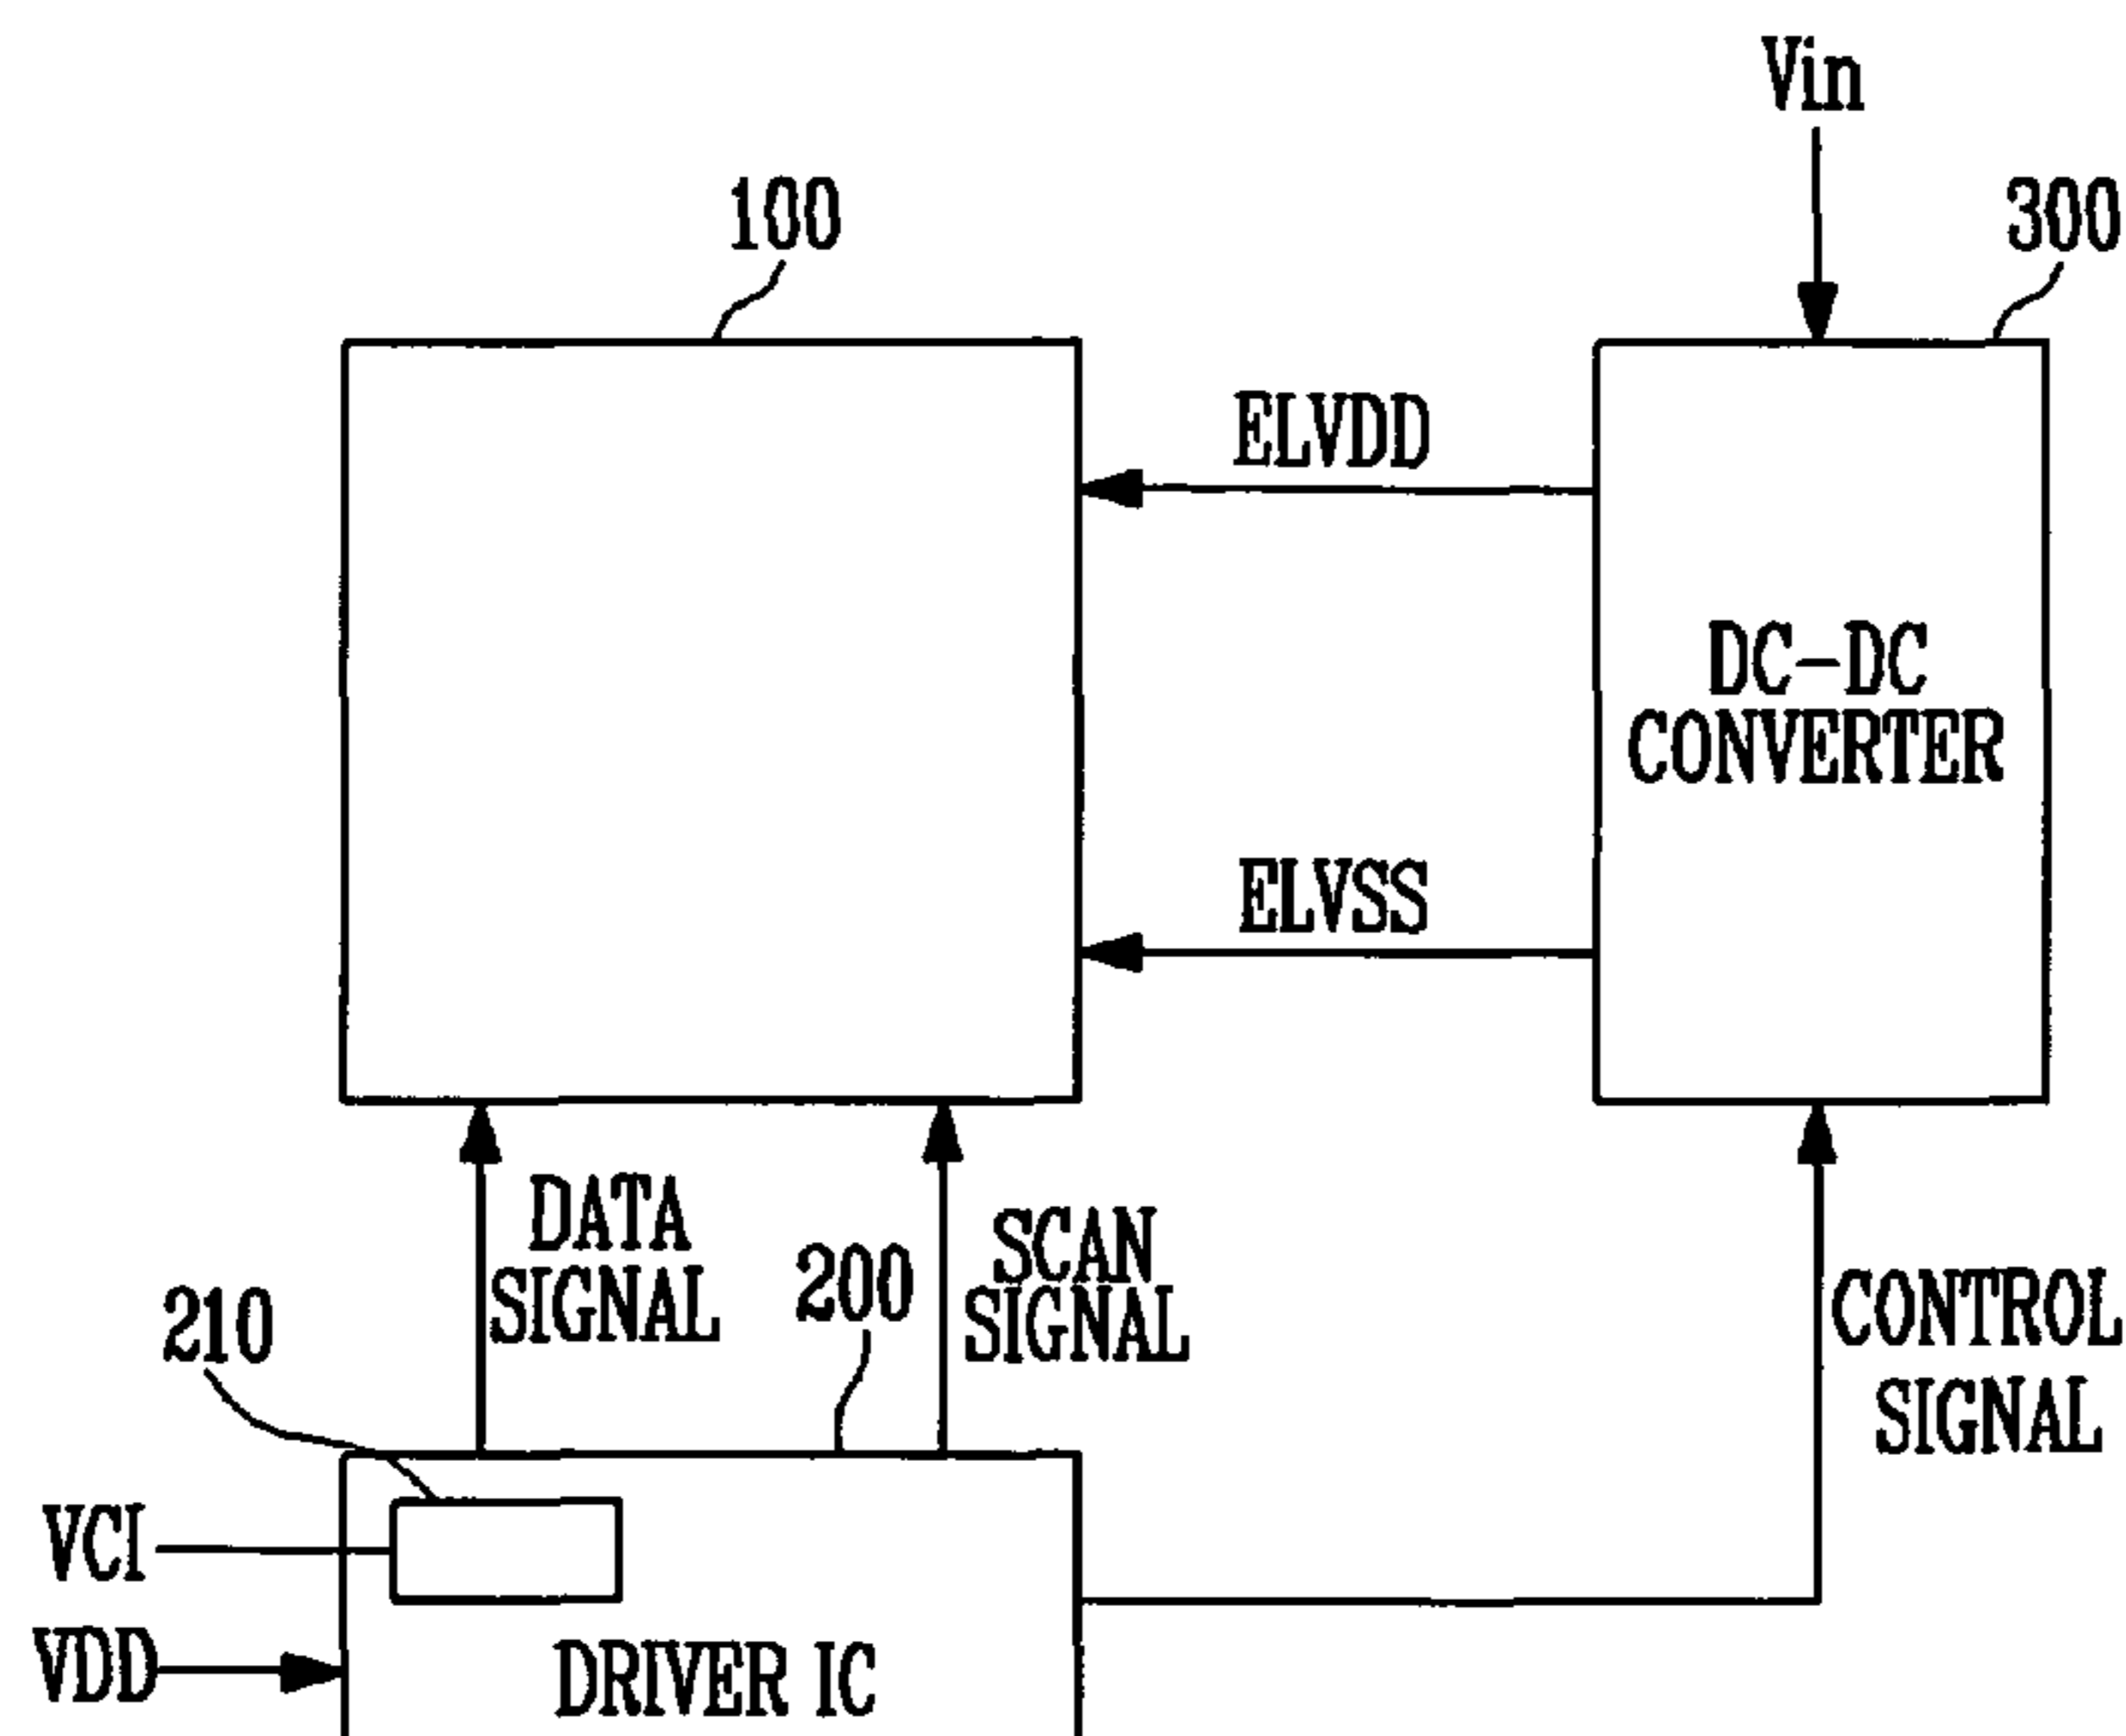 Vin
100
300
ELVDD
DC-DC
CONVERTER
ELVSS
DATA
SIGNAL
200
SCAN
SIGNAL
210
CONTROL
SIGNAL
VCI
VDD
DRIVER IC